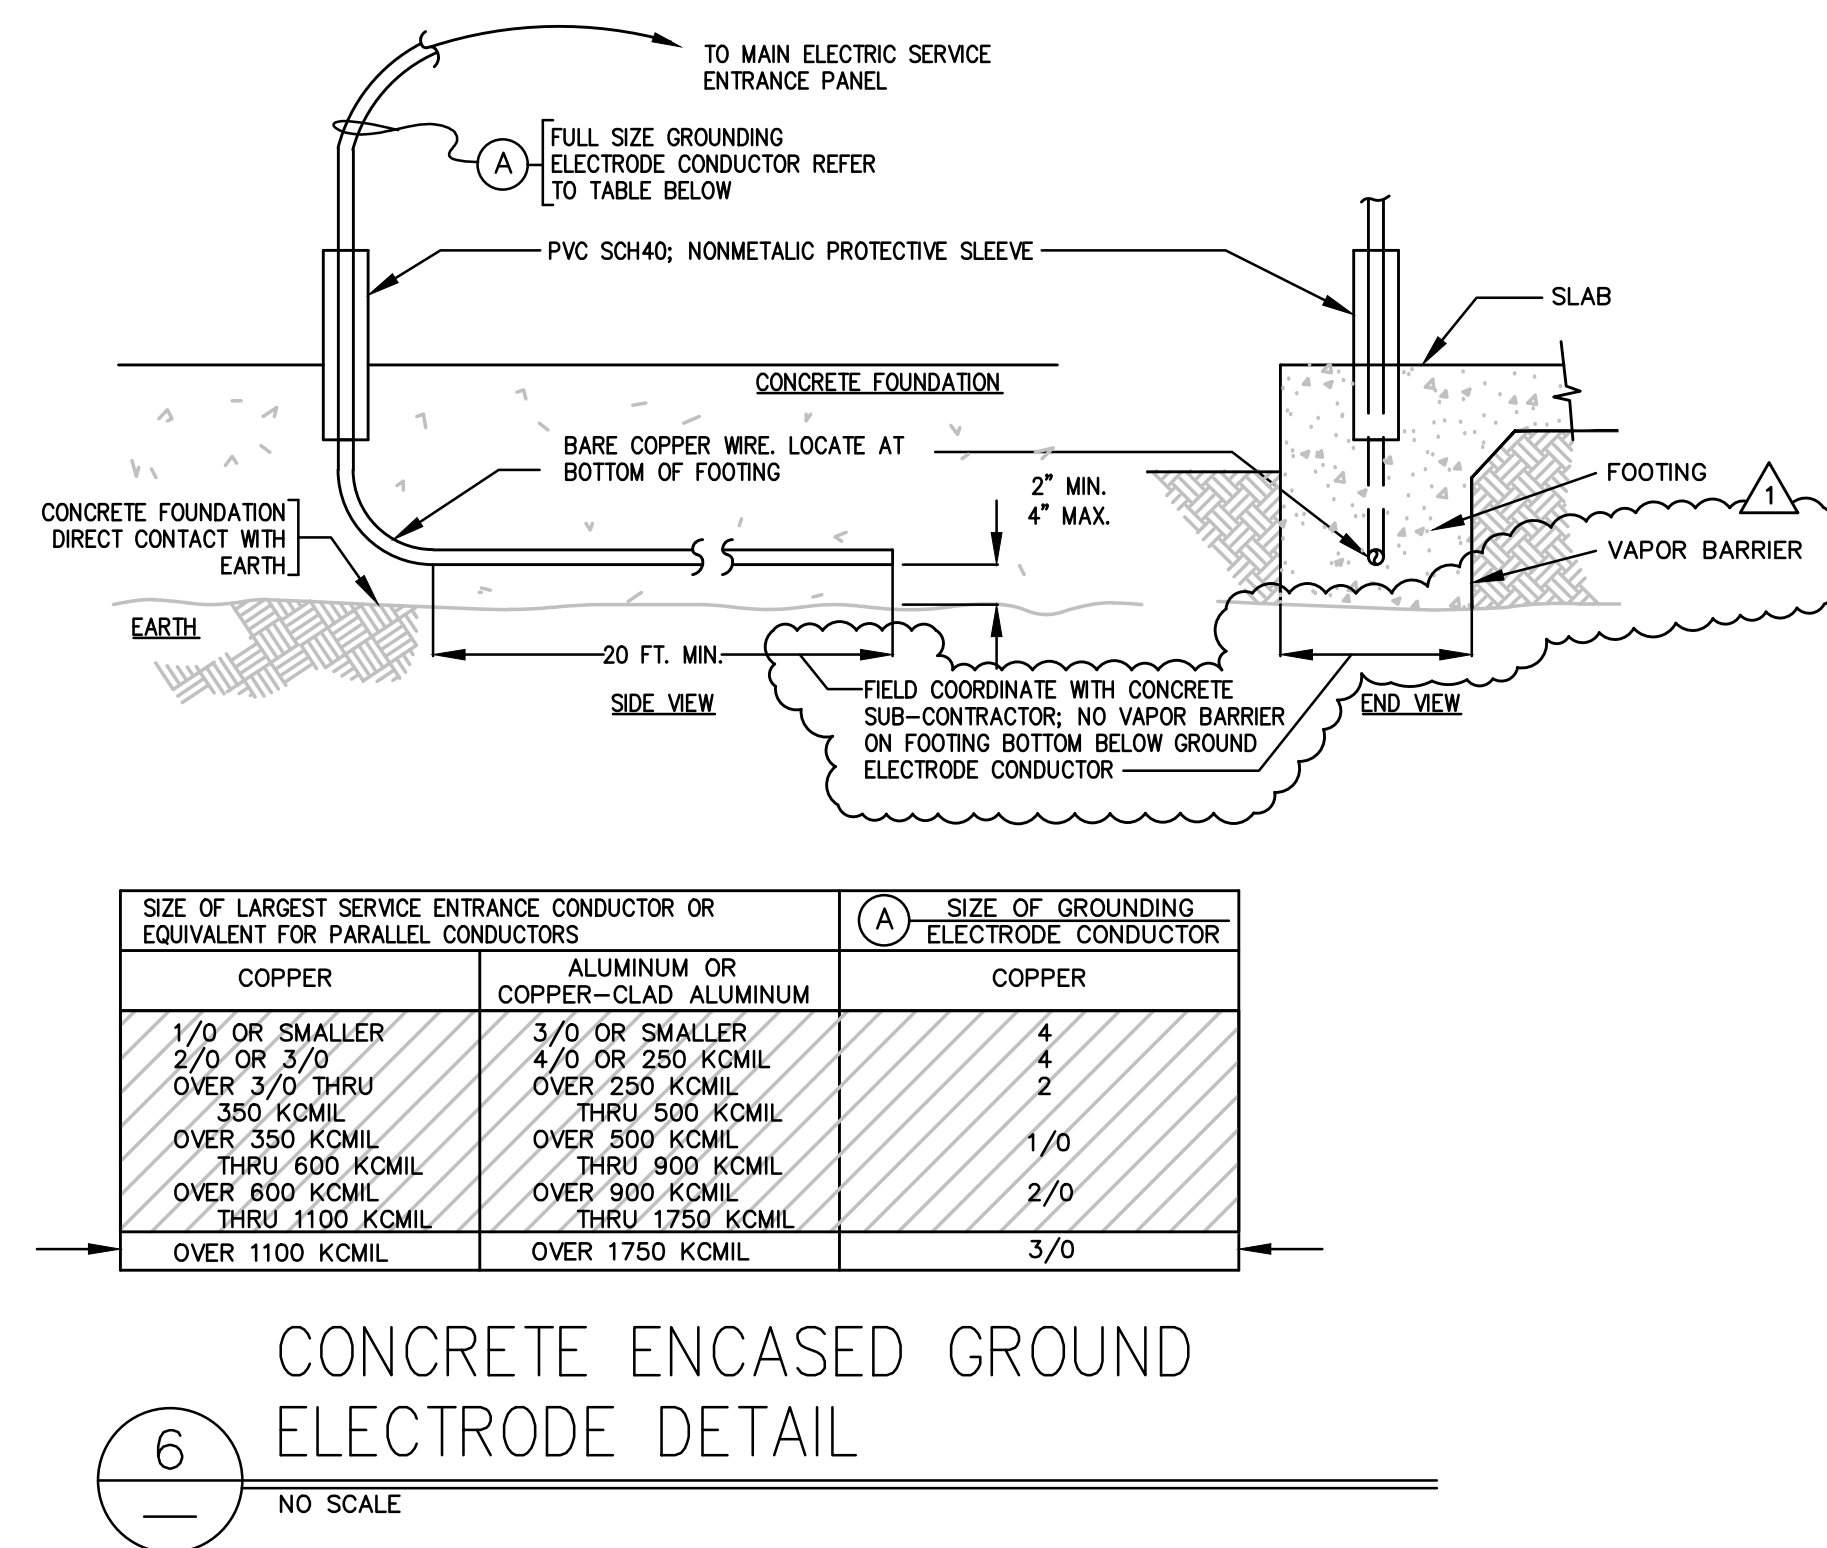 TO MAIN ELECTRIC SERVICE
ENTRANCE PANEL
A
FULL SIZE GROUNDING
ELECTRODE CONDUCTOR REFER
TO TABLE BELOW
PVC SCH40; NONMETALIC PROTECTIVE SLEEVE
SLAB
CONCRETE FOUNDATION
BARE COPPER WIRE. LOCATE AT
BOTTOM OF FOOTING
2" MIN.
4" MAX.
FOOTING
1
CONCRETE FOUNDATION
DIRECT CONTACT WITH
EARTH
VAPOR BARRIER
EARTH
20 FT. MIN.
SIDE VIEW
FIELD COORDINATE WITH CONCRETE
SUB-CONTRACTOR; NO VAPOR BARRIER
ON FOOTING BOTTOM BELOW GROUND
ELECTRODE CONDUCTOR
END VIEW
SIZE OF LARGEST SERVICE ENTRANCE CONDUCTOR OR
EQUIVALENT FOR PARALLEL CONDUCTORS
A SIZE OF GROUNDING
ELECTRODE CONDUCTOR
COPPER
ALUMINUM OR
COPPER-CLAD ALUMINUM
COPPER
1/0 OR SMALLER 3/0 OR SMALLER 4
2/0 OR 3/0 4/0 OR 250 KCMIL 4
OVER 3/0 THRU OVER 250 KCMIL 2
350 KCMIL THRU 500 KCMIL
OVER 350 KCMIL OVER 500 KCMIL 1/0
THRU 600 KCMIL THRU 900 KCMIL
OVER 600 KCMIL OVER 900 KCMIL 2/0
THRU 1100 KCMIL THRU 1750 KCMIL
OVER 1100 KCMIL OVER 1750 KCMIL 3/0
CONCRETE ENCASED GROUND
ELECTRODE DETAIL
6
NO SCALE